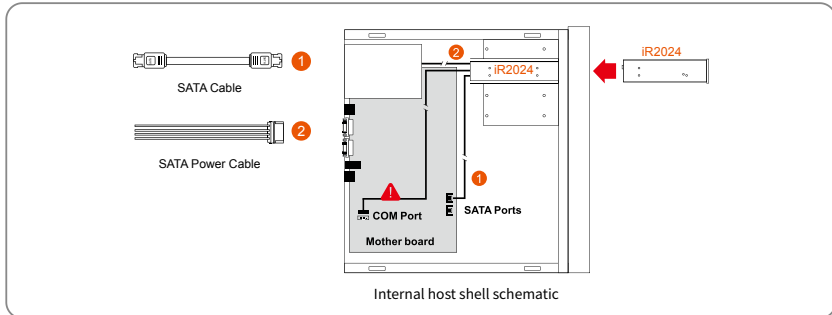 1
SATA Cable
2
SATA Power Cable
2
iR2024
iR2024
1
!
COM Port
SATA Ports
Mother board
Internal host shell schematic